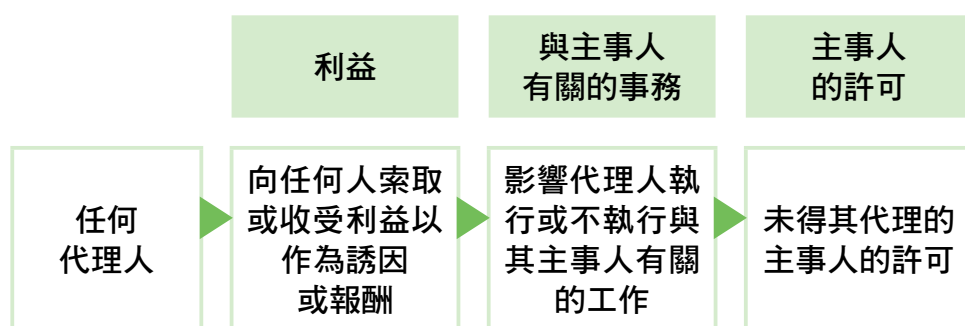 利益
與主事人
有關的事務
主事人
的許可
任何
代理人
向任何人索取
或收受利益以
作為誘因
或報酬
影響代理人執
行或不執行與
其主事人有關
的工作
未得其代理的
主事人的許可